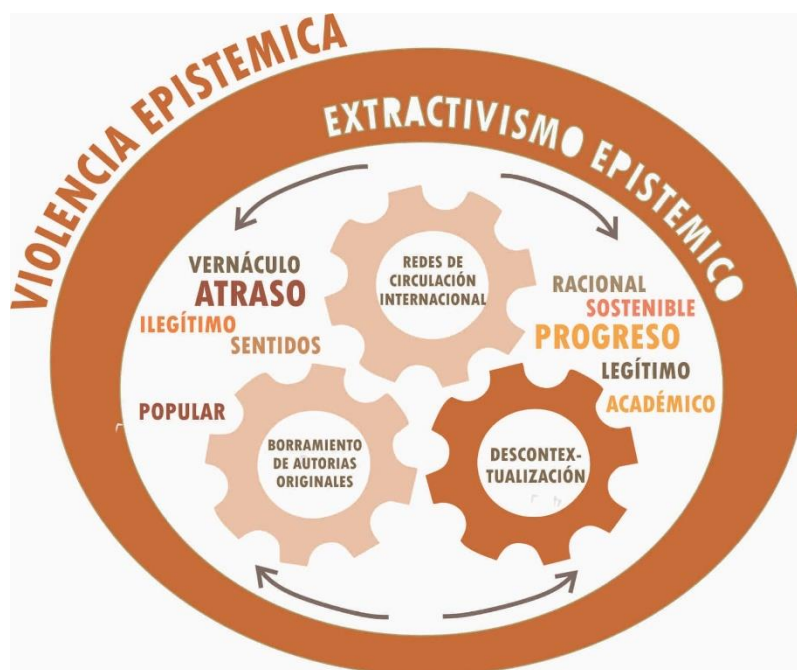 VIOLENCIA EPISTEMICA
EXTRACTIVISMO EPISTEMICO
REDES DE
CIRCULACIÓN
INTERNACIONAL
VERNÁCULO
ATRASO
ILEGÍTIMO
SENTIDOS
POPULAR
RACIONAL
SOSTENIBLE
PROGRESO
LEGÍTIMO
ACADÉMICO
BORRAMIENTO
DE AUTORIAS
ORIGINALES
DESCONTEX-
TUALIZACIÓN